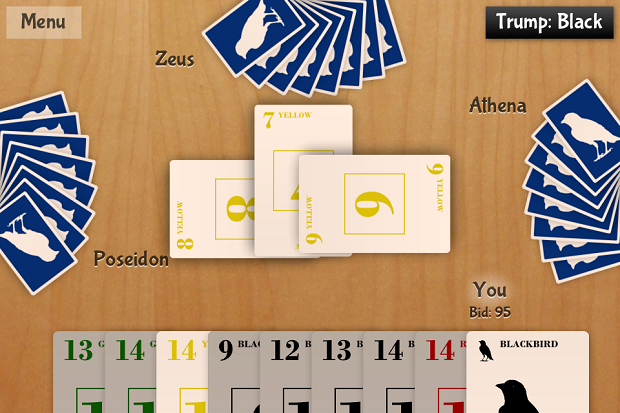 Menu
Trump: Black
Zeus
Athena
7 YELLOW
8 YELLOW
8
9 YELLOW
9
9 YELLOW
Poseidon
You
Bid: 95
13
14
14
9
12
13
14
14
BLACKBIRD